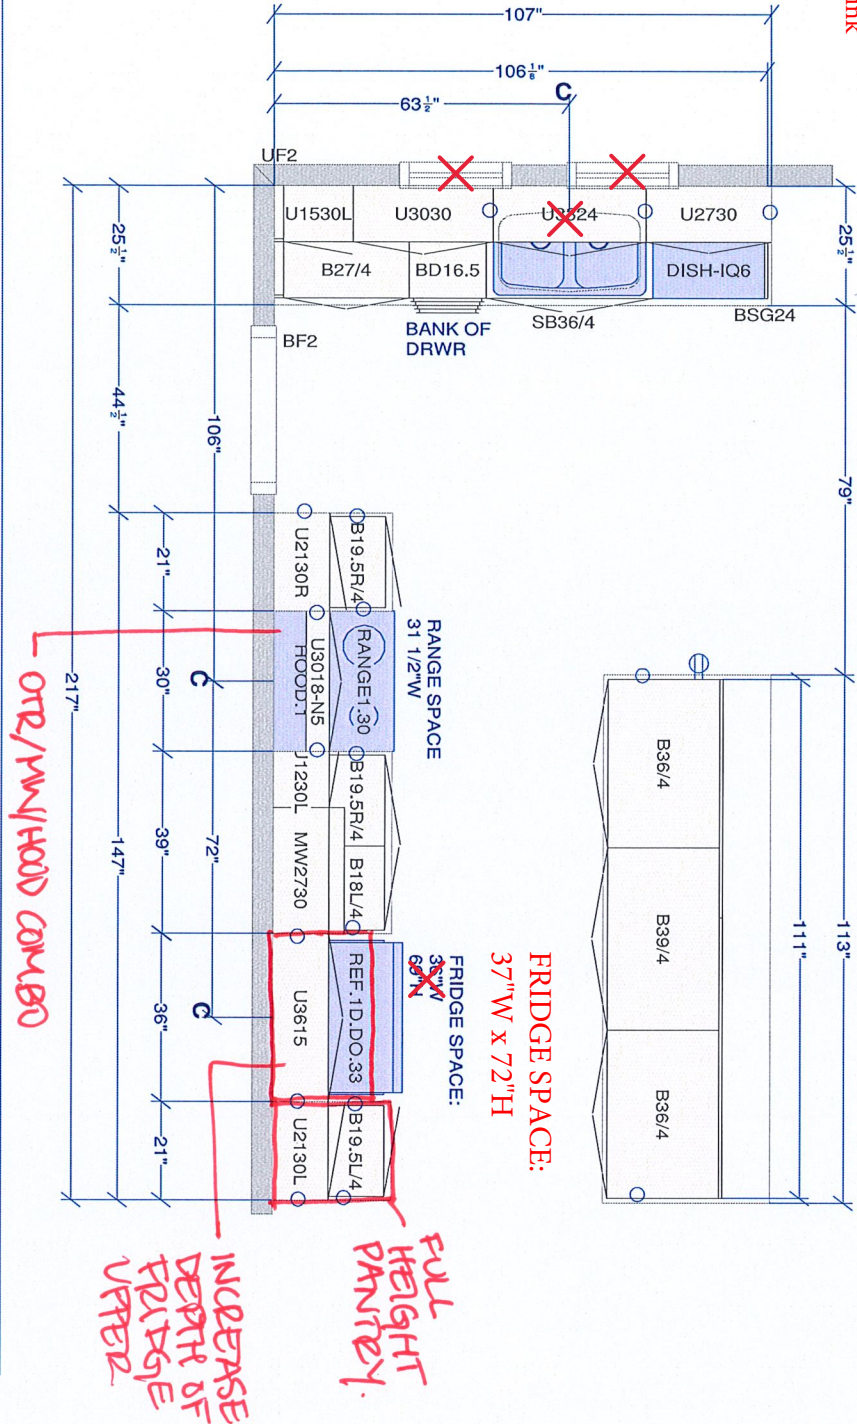 107"
106 1/8"
63 1/2"
C
UF2
U1530L
U3030
U3624
U2730
B27/4
BD16.5
DISH-IQ6
BANK OF
DRWR
SB36/4
BSG24
BF2
25 1/2"
25 1/2"
44 1/2"
106"
79"
217"
147"
21"
30"
39"
72"
36"
21"
C
C
U2130R
B19.5R/4
RANGE SPACE
31 1/2"W
RANGE1.30
U3018-N5
HOOD.1
U1230L
B19.5R/4
MW2730
B18L/4
FRIDGE SPACE:
FRIDGE SPACE:
37"W x 72"H
REF.1D.DO.33
U3615
B19.5L/4
U2130L
B36/4
B39/4
B36/4
111"
113"
OTR/MW/HOOD COMBO
FULL
HEIGHT
PANTRY.
INCREASE
DEPTH OF
FRIDGE
UPPER